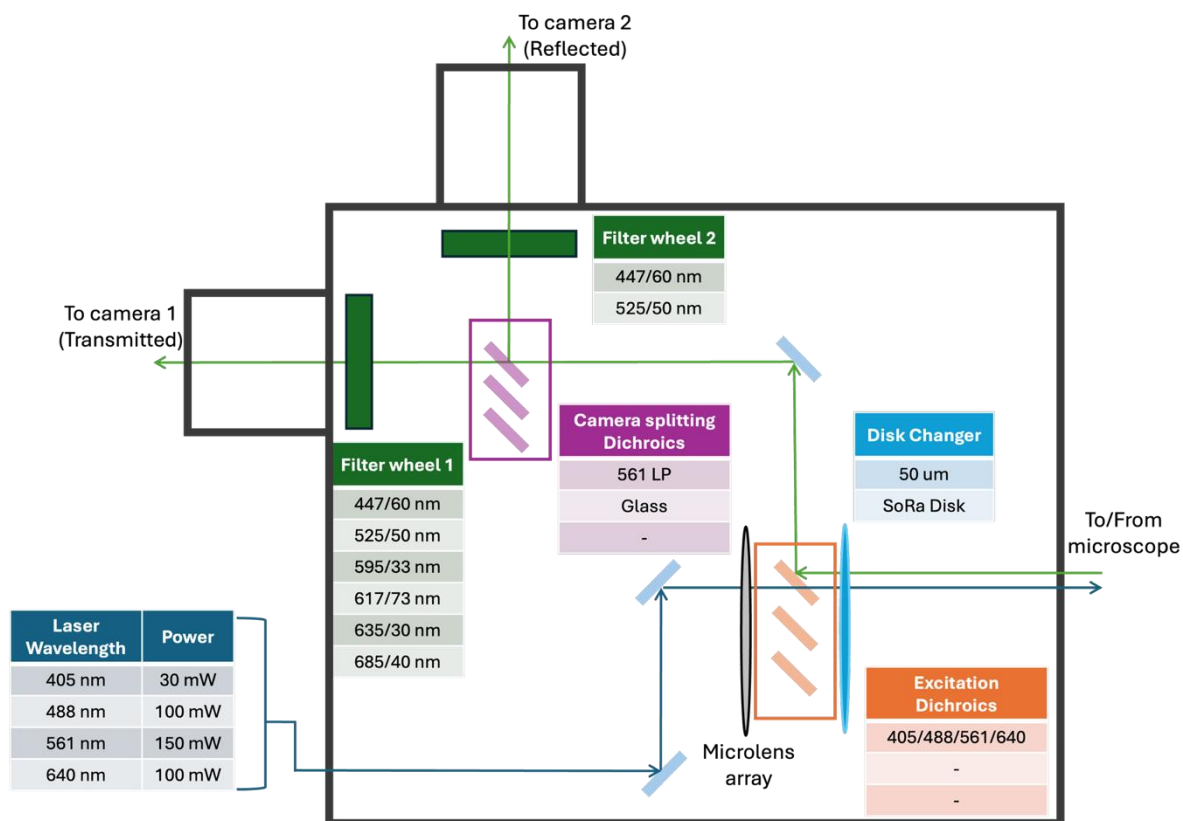 To camera 2
(Reflected)
Filter wheel 2
447/60 nm
525/50 nm
To camera 1
(Transmitted)
Filter wheel 1
447/60 nm
525/50 nm
595/33 nm
617/73 nm
635/30 nm
685/40 nm
Camera splitting
Dichroics
561 LP
Glass
-
Disk Changer
50 um
SoRa Disk
To/From
microscope
Laser
Wavelength
Power
405 nm 30 mW
488 nm 100 mW
561 nm 150 mW
640 nm 100 mW
Microlens
array
Excitation
Dichroics
405/488/561/640
-
-